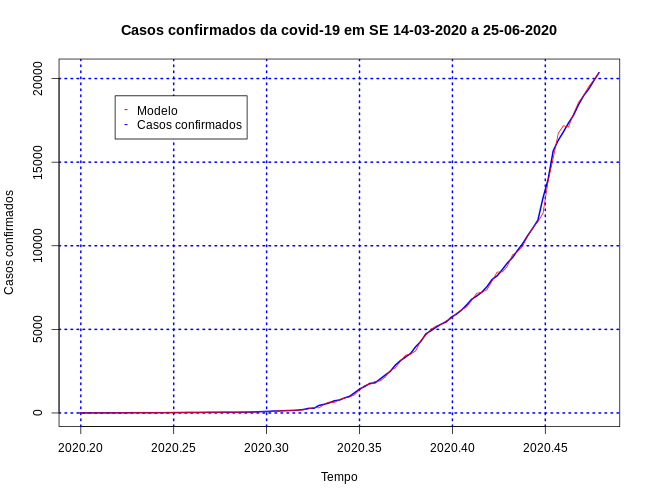 Casos confirmados da covid-19 em SE 14-03-2020 a 25-06-2020
Casos confirmados
20000
15000
10000
5000
0
Modelo
Casos confirmados
2020.20 2020.25 2020.30 2020.35 2020.40 2020.45
Tempo